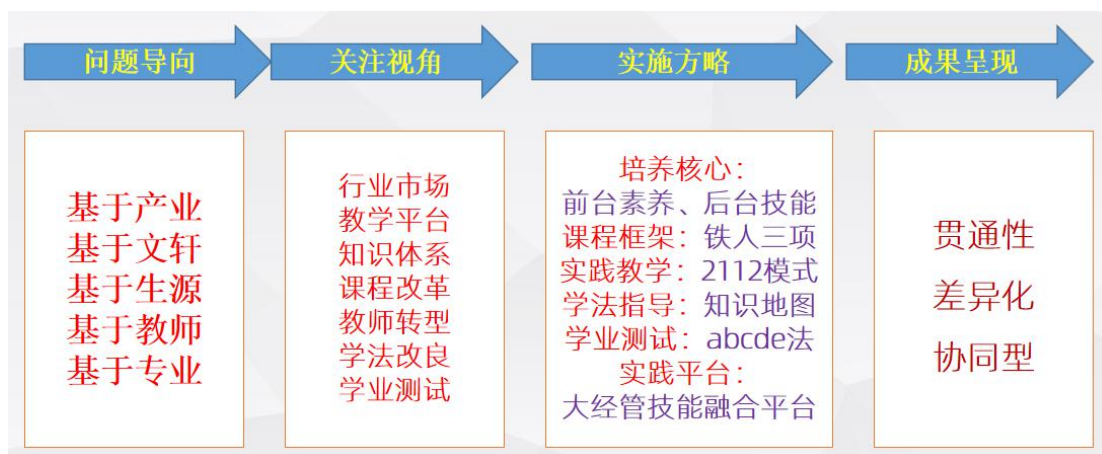 问题导向
关注视角
实施方略
成果呈现
基于产业
基于文轩
基于生源
基于教师
基于专业
行业市场
教学平台
知识体系
课程改革
教师转型
学法改良
学业测试
培养核心：
前台素养、后台技能
课程框架：铁人三项
实践教学：2112模式
学法指导：知识地图
学业测试：abcde法
实践平台：
大经管技能融合平台
贯通性
差异化
协同型